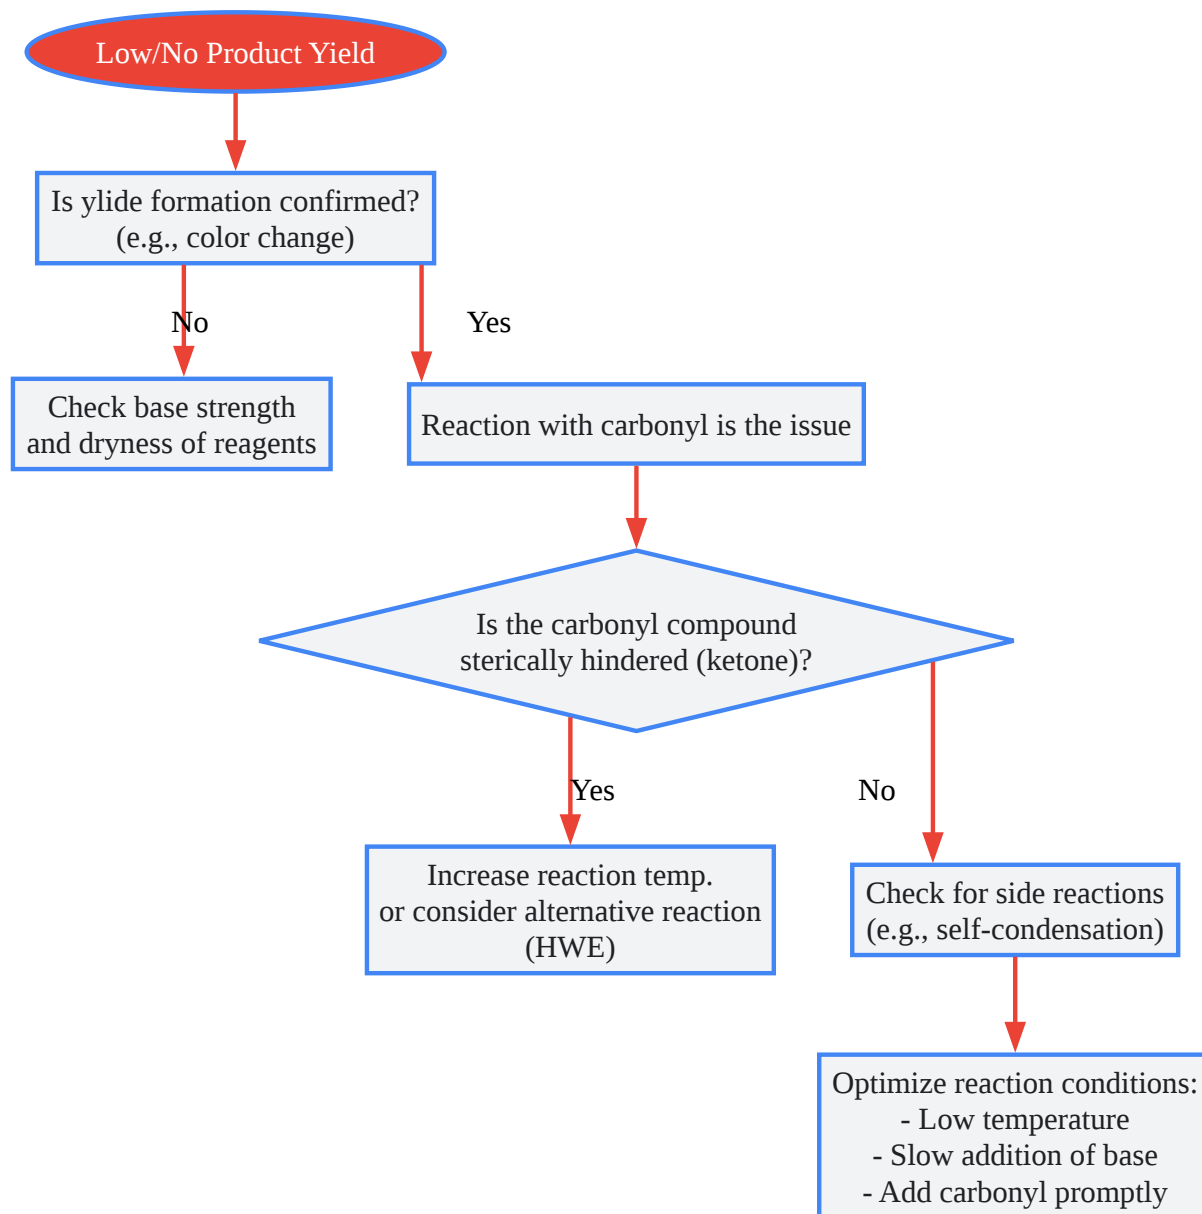 Low/No Product Yield
Is ylide formation confirmed?
(e.g., color change)
No
Yes
Check base strength
and dryness of reagents
Reaction with carbonyl is the issue
Is the carbonyl compound
sterically hindered (ketone)?
Yes
No
Increase reaction temp.
or consider alternative reaction
(HWE)
Check for side reactions
(e.g., self-condensation)
Optimize reaction conditions:
- Low temperature
- Slow addition of base
- Add carbonyl promptly